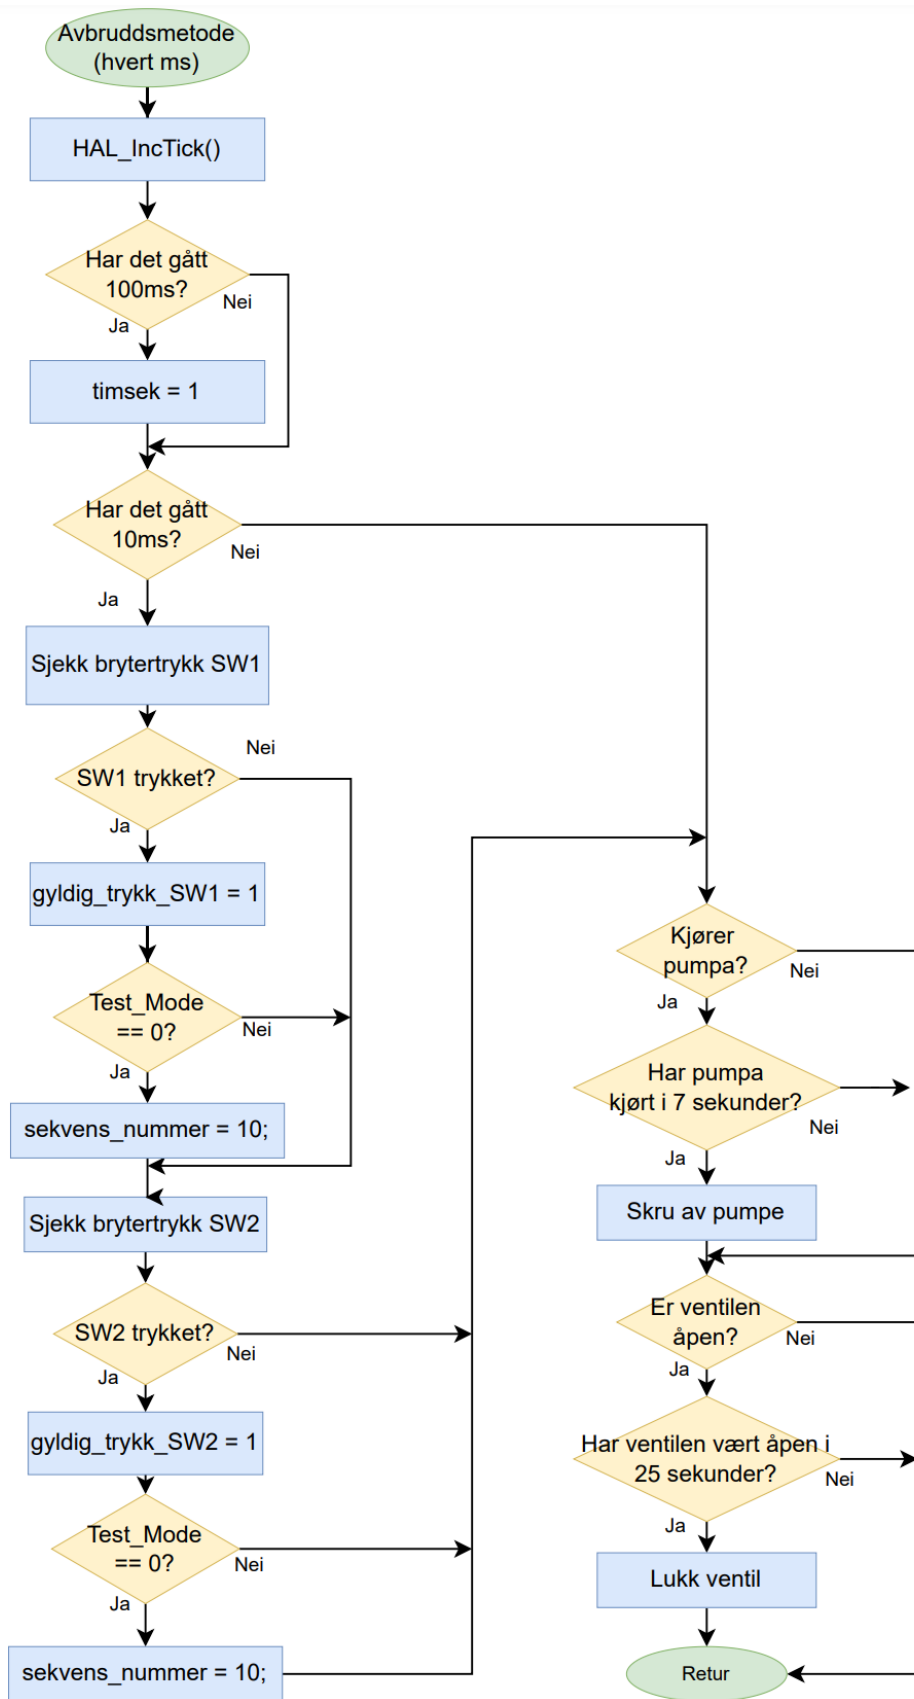 Avbruddsmetode
(hvert ms)
HAL_IncTick()
Har det gått
100ms?
Nei
Ja
timsek = 1
Har det gått
10ms?
Nei
Ja
Sjekk brytertrykk SW1
Nei
SW1 trykket?
Ja
gyldig_trykk_SW1 = 1
Test_Mode
== 0?
Nei
Ja
sekvens_nummer = 10;
Sjekk brytertrykk SW2
SW2 trykket?
Nei
Ja
gyldig_trykk_SW2 = 1
Test_Mode
== 0?
Nei
Ja
sekvens_nummer = 10;
Kjører
pumpa?
Nei
Ja
Har pumpa
kjørt i 7 sekunder?
Nei
Ja
Skru av pumpe
Er ventilen
åpen?
Nei
Ja
Har ventilen vært åpen i
25 sekunder?
Nei
Ja
Lukk ventil
Retur